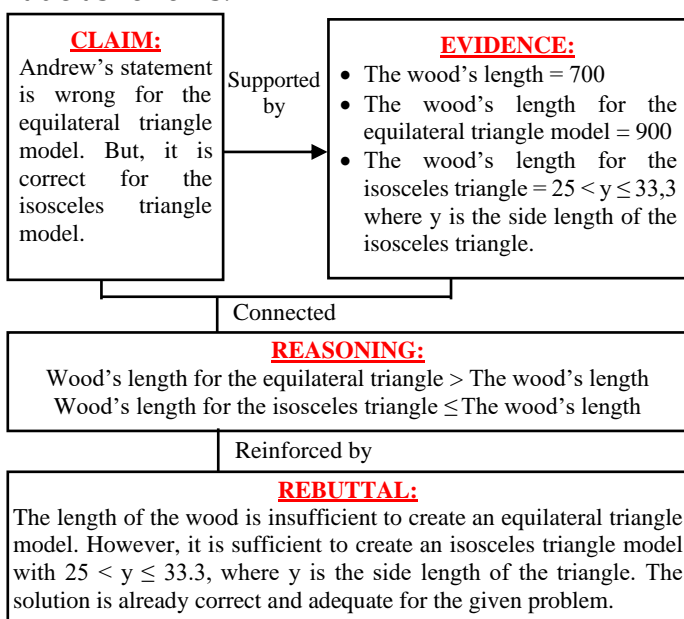 CLAIM:
Andrew's statement
is wrong for the
equilateral triangle
model. But, it is
correct for the
isosceles triangle
model.
Supported
by
EVIDENCE:
• The wood's length = 700
• The wood's length for the
equilateral triangle model = 900
• The wood's length for the
isosceles triangle = 25 < y ≤ 33,3
where y is the side length of the
isosceles triangle.
Connected
REASONING:
Wood's length for the equilateral triangle > The wood's length
Wood's length for the isosceles triangle ≤ The wood's length
Reinforced by
REBUTTAL:
The length of the wood is insufficient to create an equilateral triangle
model. However, it is sufficient to create an isosceles triangle model
with 25 < y ≤ 33.3, where y is the side length of the triangle. The
solution is already correct and adequate for the given problem.